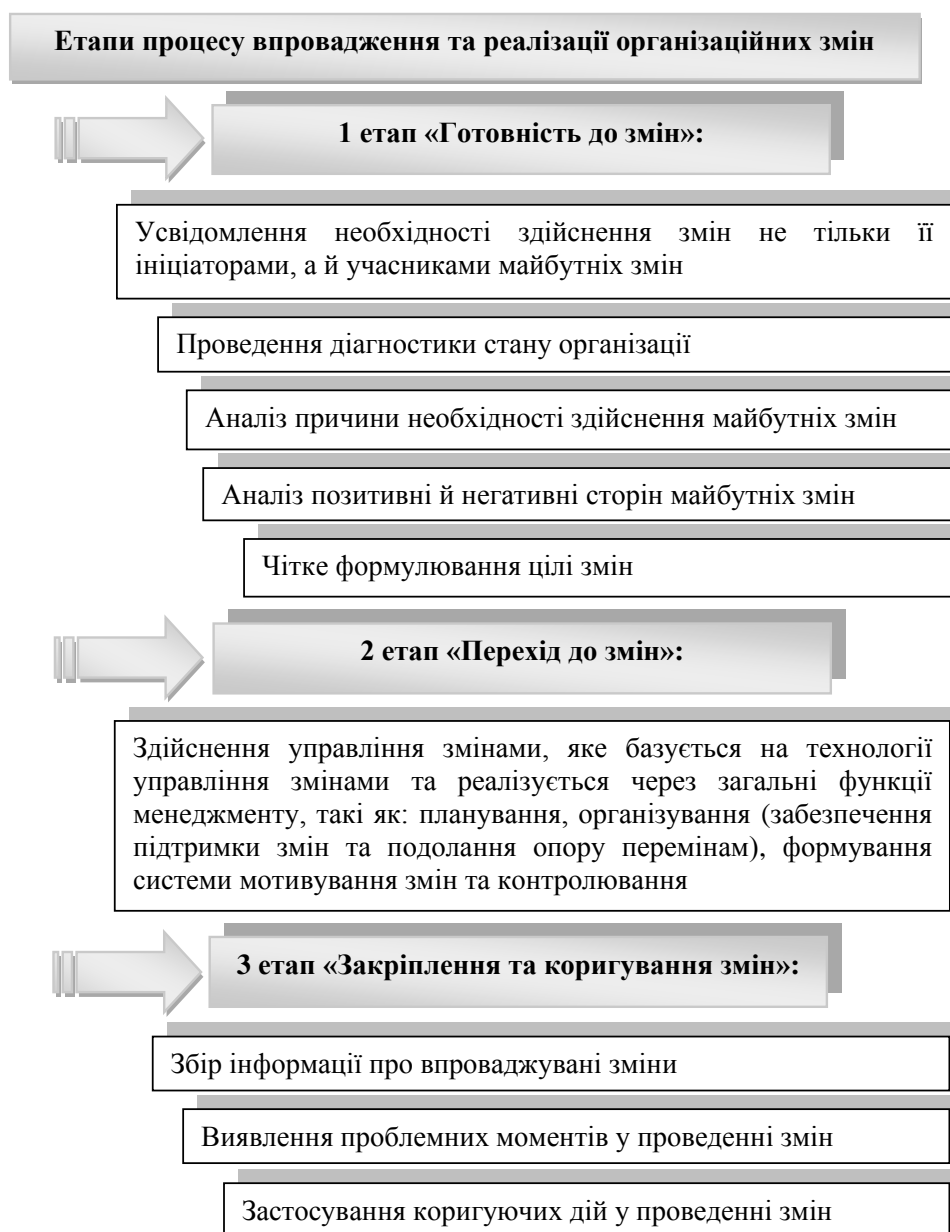 Етапи процесу впровадження та реалізації організаційних змін
1 етап «Готовність до змін»:
Усвідомлення необхідності здійснення змін не тільки її
ініціаторами, а й учасниками майбутніх змін
Проведення діагностики стану організації
Аналіз причини необхідності здійснення майбутніх змін
Аналіз позитивні й негативні сторін майбутніх змін
Чітке формулювання цілі змін
2 етап «Перехід до змін»:
Здійснення управління змінами, яке базується на технології
управління змінами та реалізується через загальні функції
менеджменту, такі як: планування, організування (забезпечення
підтримки змін та подолання опору перемінам), формування
системи мотивування змін та контролювання
3 етап «Закріплення та коригування змін»:
Збір інформації про впроваджувані зміни
Виявлення проблемних моментів у проведенні змін
Застосування коригуючих дій у проведенні змін